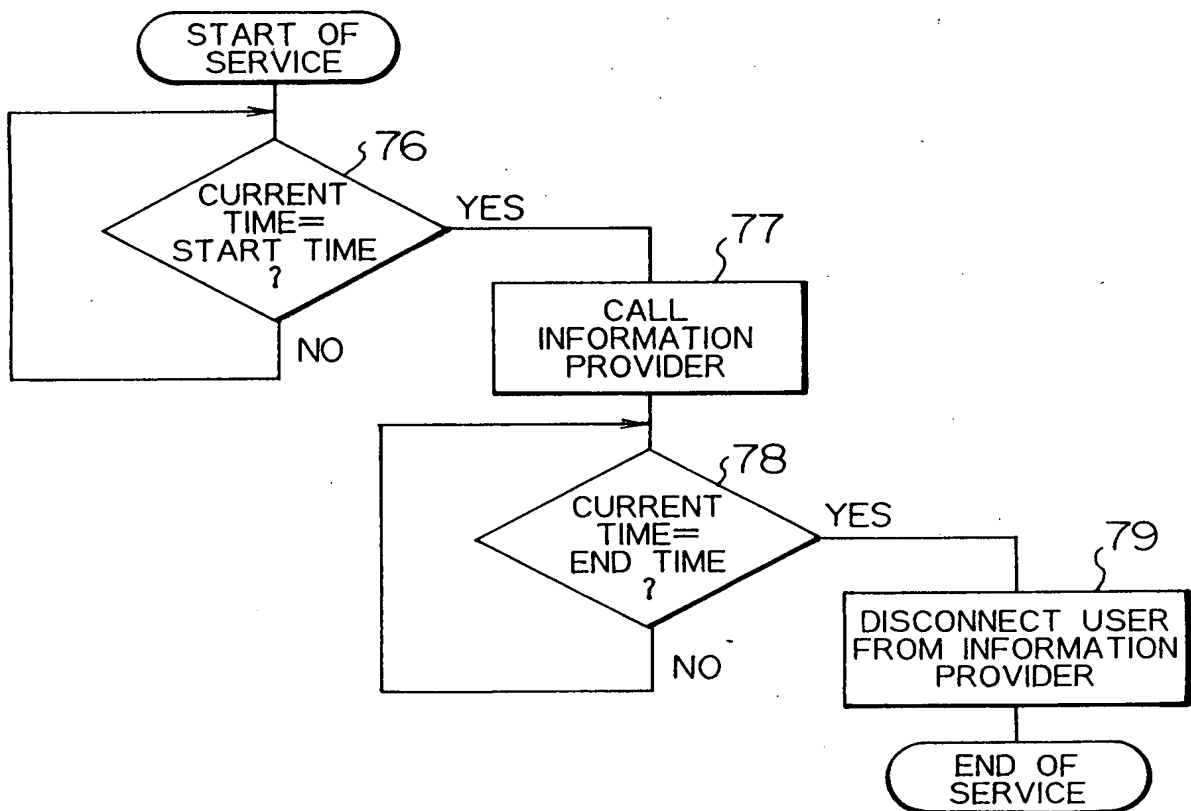 START OF
SERVICE
76
CURRENT
TIME=
START TIME
?
YES
NO
77
CALL
INFORMATION
PROVIDER
78
CURRENT
TIME=
END TIME
?
YES
NO
79
DISCONNECT USER
FROM INFORMATION
PROVIDER
END OF
SERVICE